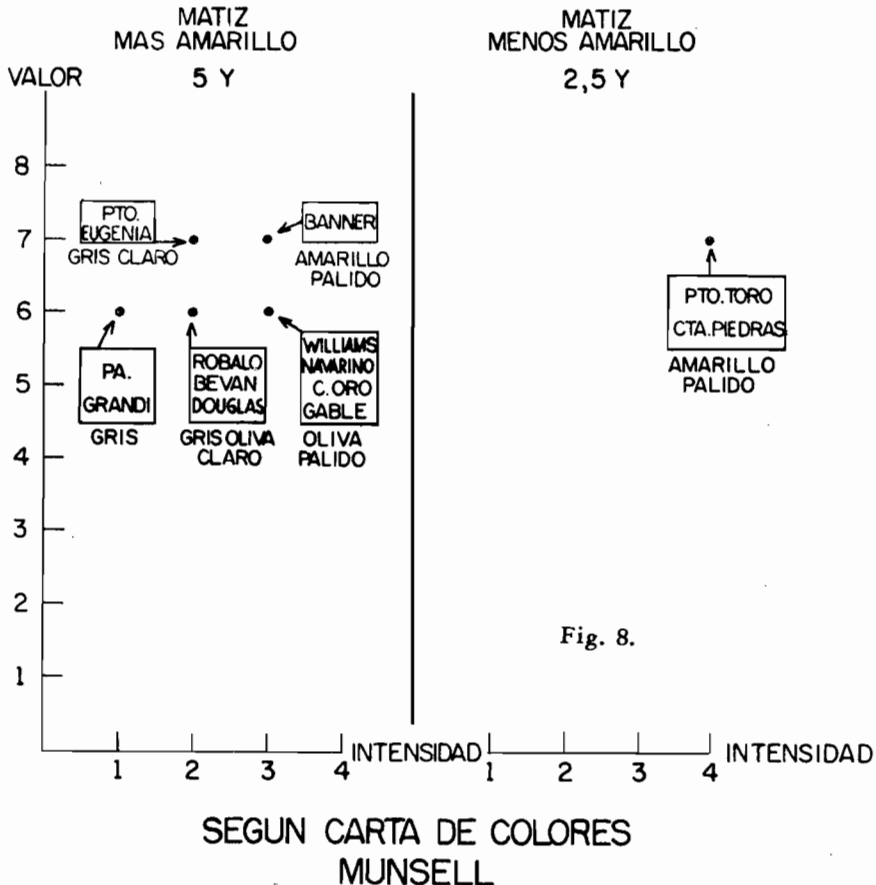 MATIZ
MAS AMARILLO
5 Y
MATIZ
MENOS AMARILLO
2,5 Y
VALOR
8
7
6
5
4
3
2
1
PTO.
EUGENIA
GRIS CLARO
BANNER
AMARILLO
PALIDO
PA.
GRANDI
GRIS
ROBALO
BEVAN
DOUGLAS
GRIS OLIVA
CLARO
WILLIAMS
NAVARINO
C. ORO
GABLE
OLIVA
PALIDO
PTO. TORO
CTA. PIEDRAS
AMARILLO
PALIDO
Fig. 8.
1 2 3 4 INTENSIDAD
1 2 3 4 INTENSIDAD
SEGUN CARTA DE COLORES
MUNSELL